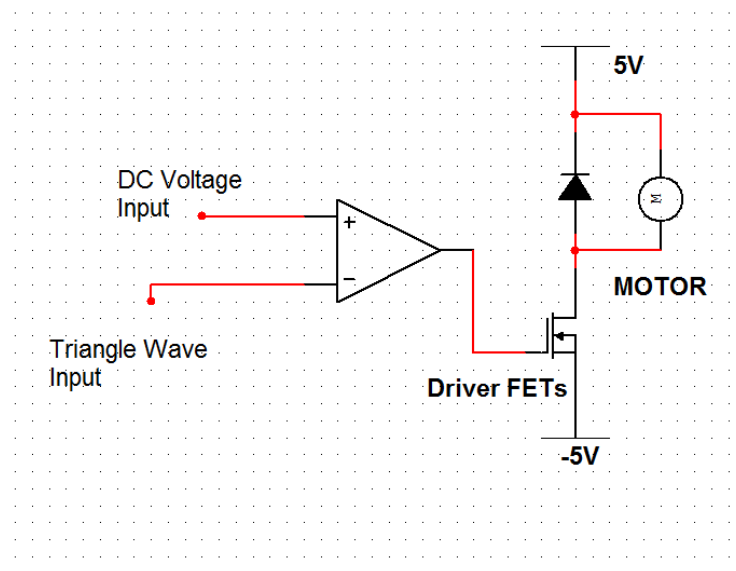 5V
DC Voltage
Input
+
M
−
MOTOR
Triangle Wave
Input
Driver FETs
-5V